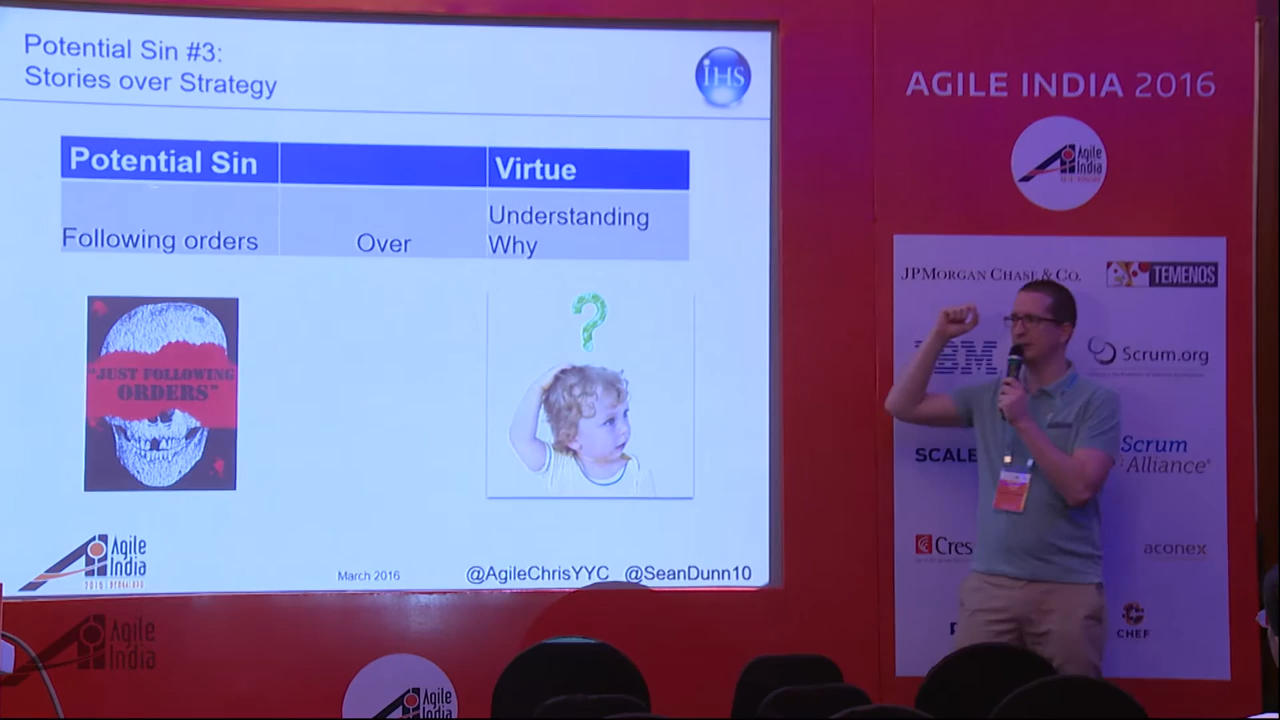 Potential Sin #3:
Stories over Strategy
IHS
Potential Sin
Virtue
Following orders
Over
Understanding
Why
"JUST FOLLOWING
ORDERS"
?
Agile
India
March 2016
@AgileChrisYYC @SeanDunn10
Agile
India
Agile
India
AGILE INDIA 2016
Agile
India
JPMORGAN CHASE & CO.
TEMENOS
IBM
Scrum.org
SCALE
Scrum
Alliance®
Cres
aconex
CHEF